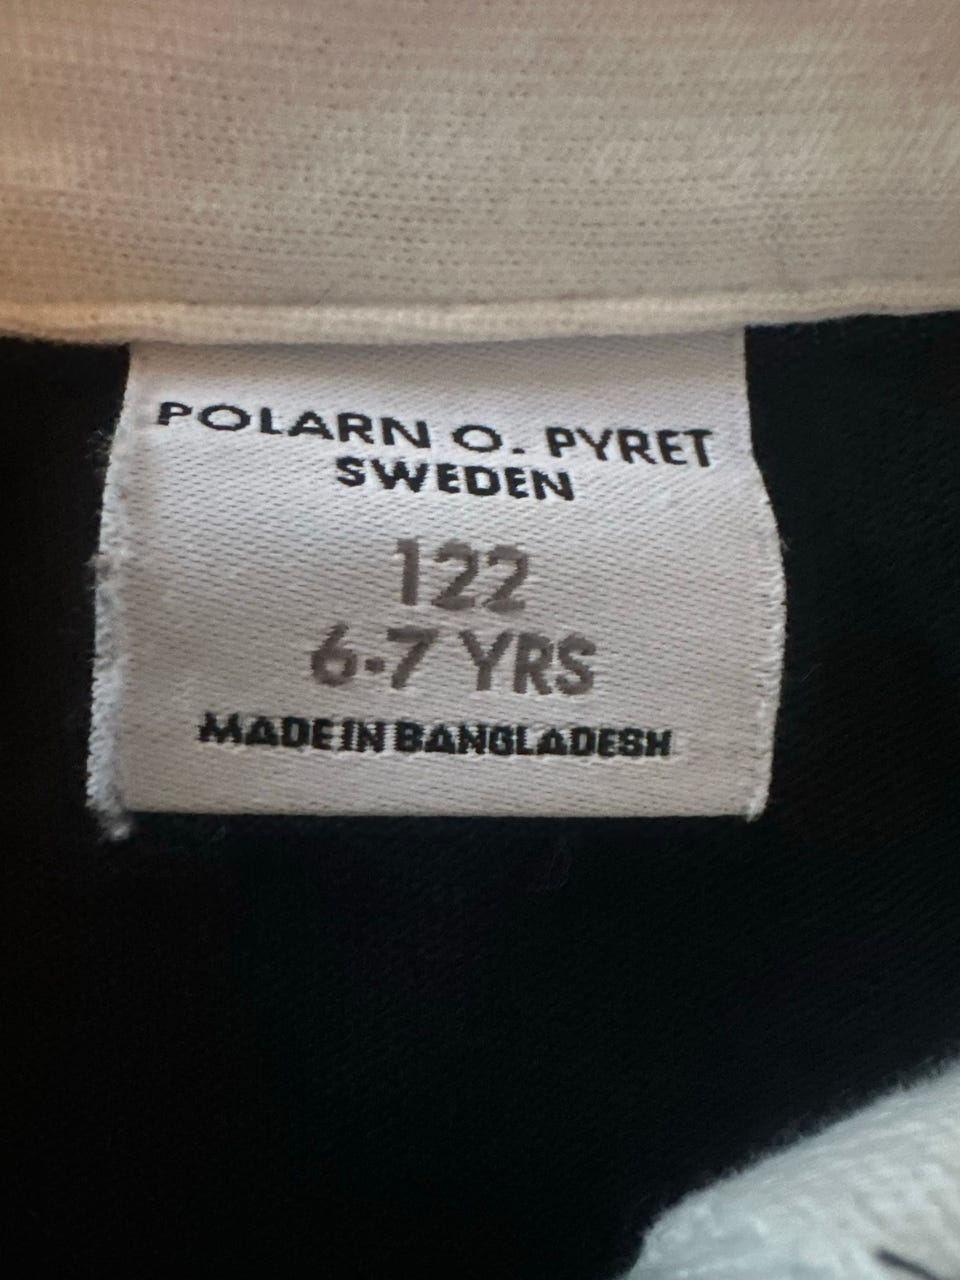 POLARN O. PYRET
SWEDEN
122
6-7 YRS
MADE IN BANGLADESH